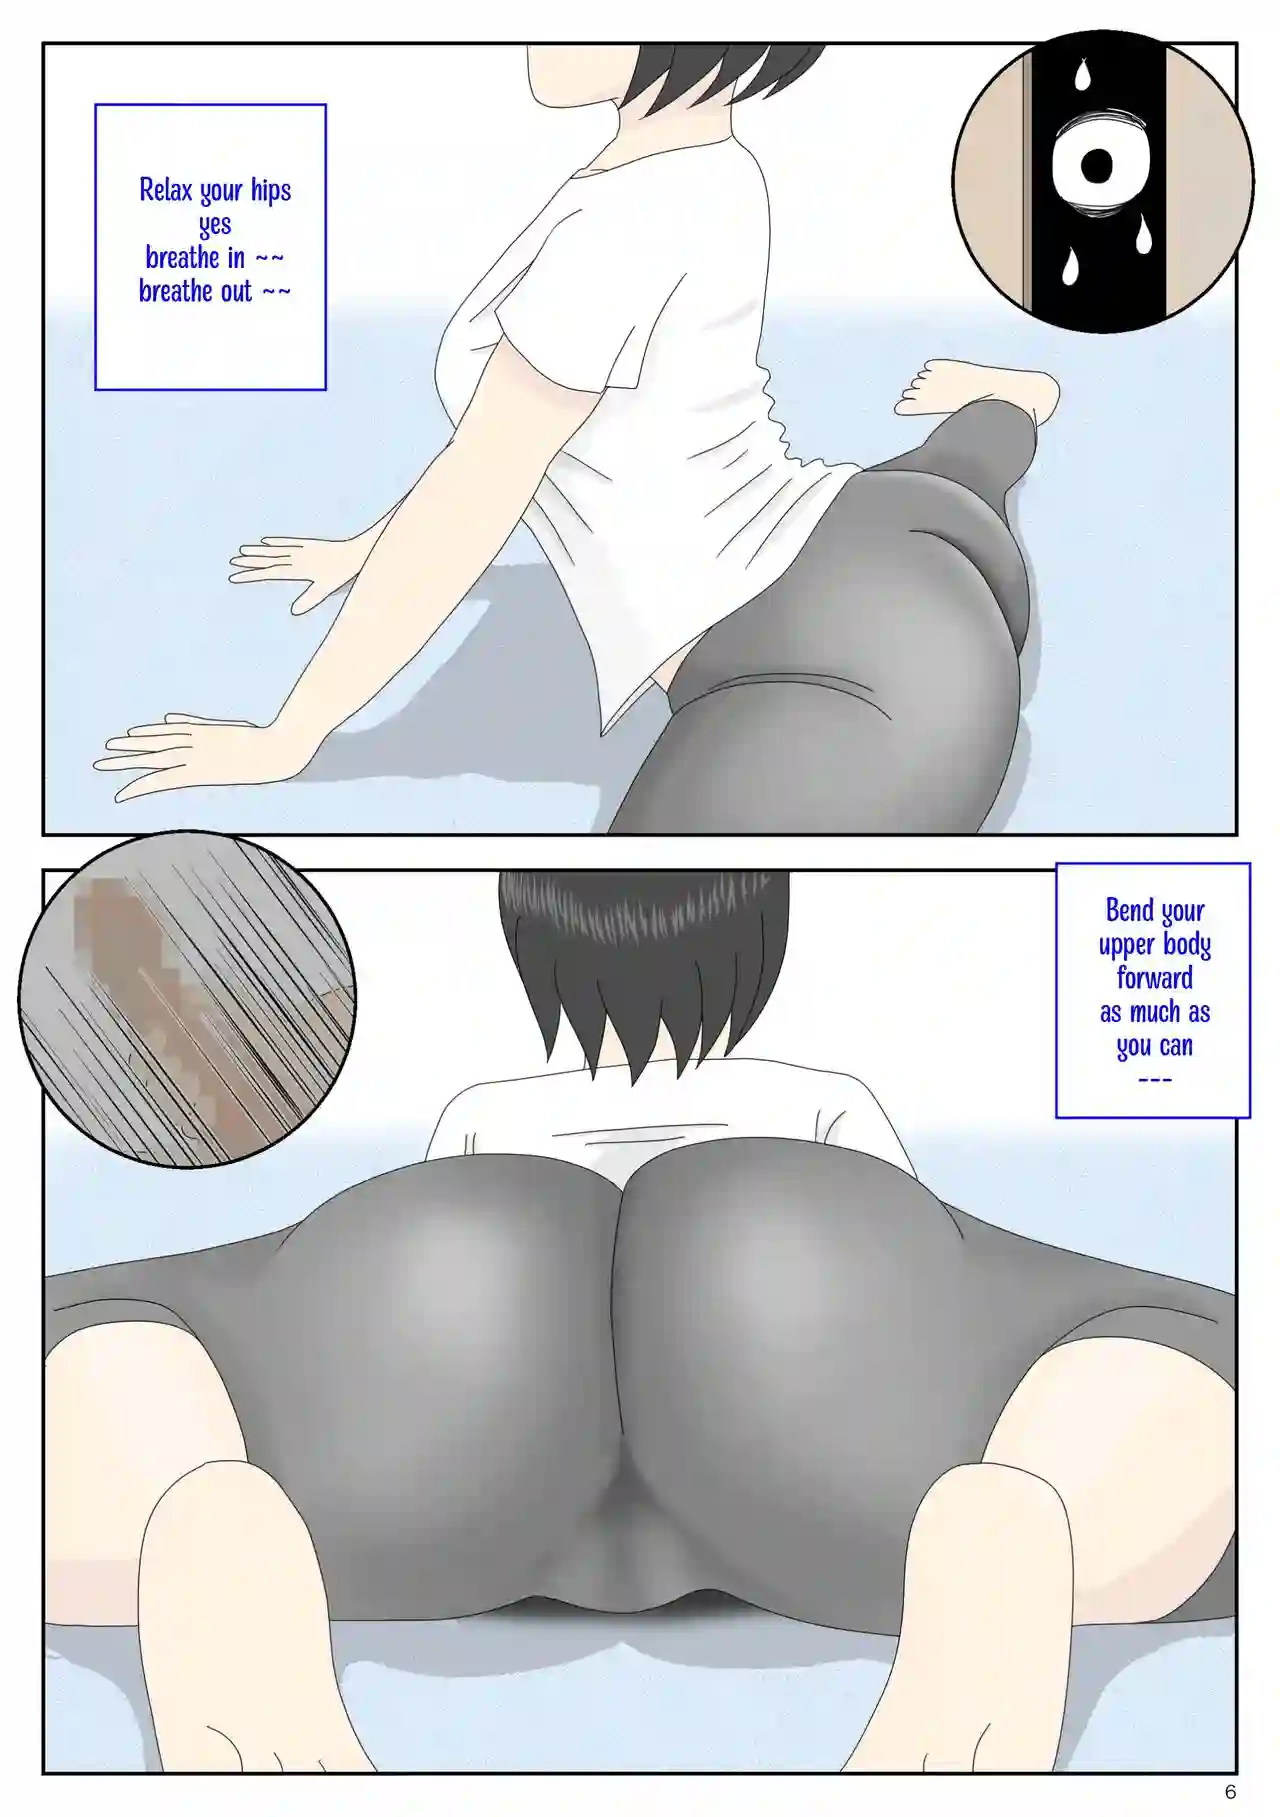 Relax your hips
yes
breathe in ~~
breathe out ~~
Bend your
upper body
forward
as much as
you can
---
6